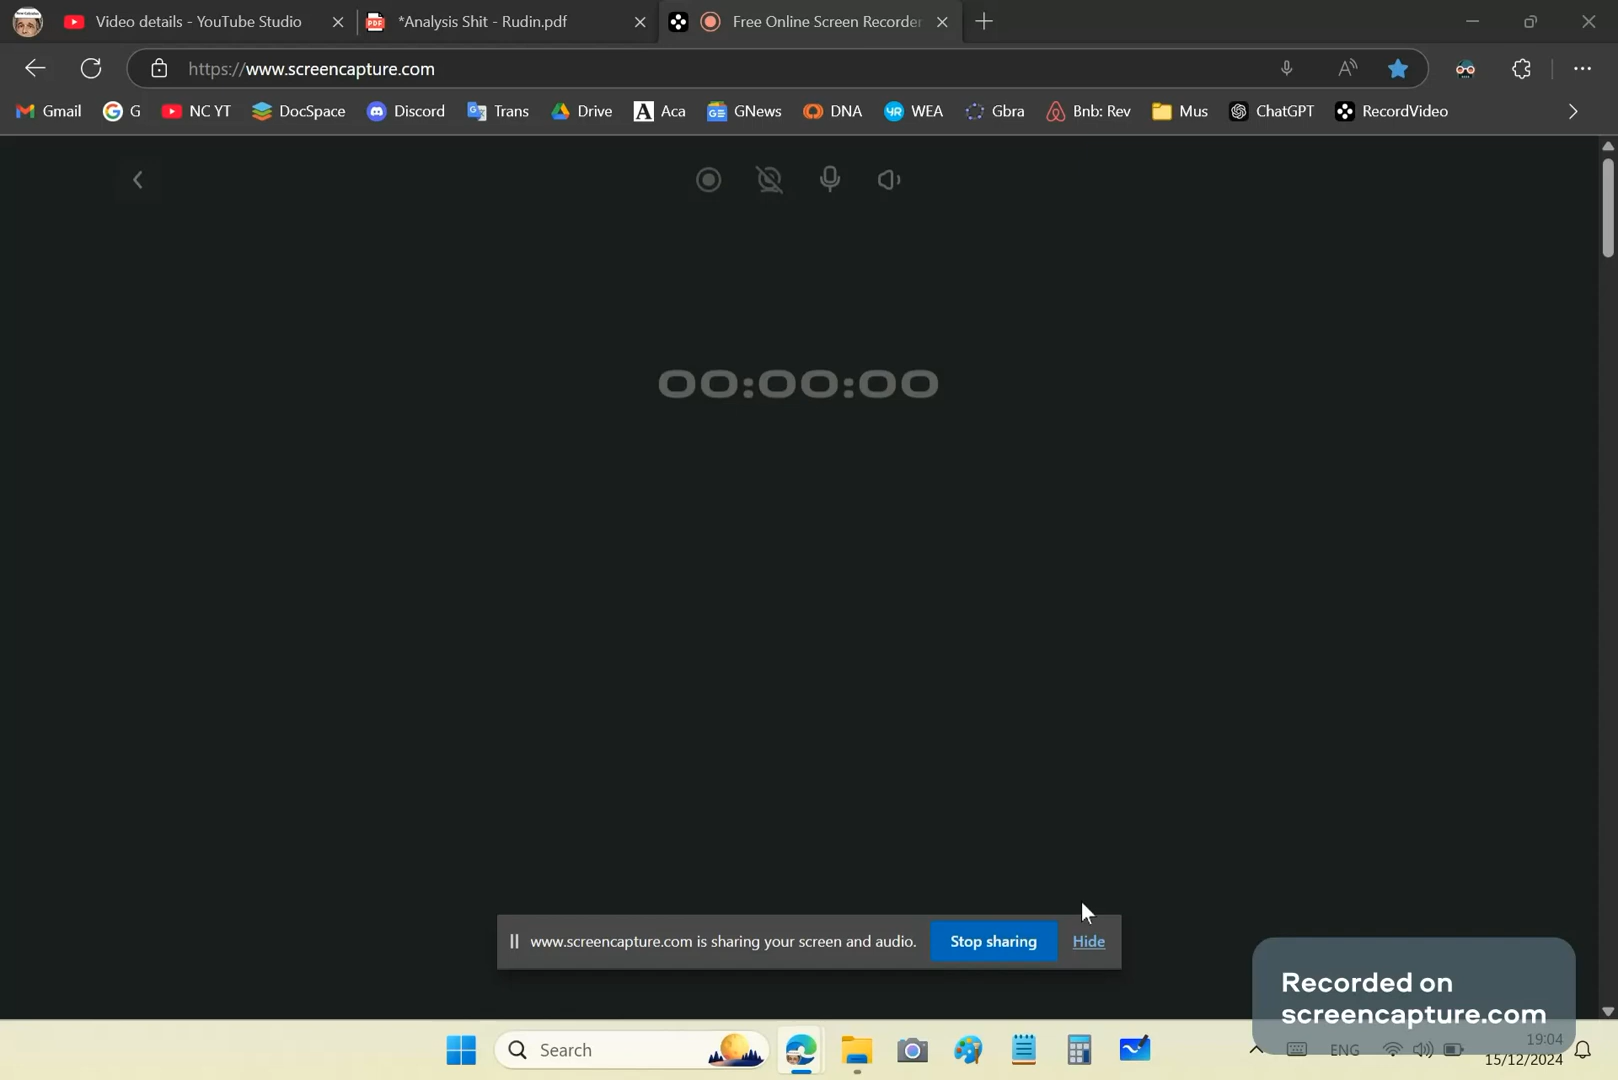 Video details - YouTube Studio
*Analysis Shit - Rudin.pdf
Free Online Screen Recorder
https://www.screencapture.com
Gmail G NC YT DocSpace Discord Trans Drive Aca GNews DNA WEA Gbra Bnb: Rev Mus ChatGPT RecordVideo
00:00:00
www.screencapture.com is sharing your screen and audio. Stop sharing Hide
Recorded on
screencapture.com
Search
ENG
19:04
15/12/2024